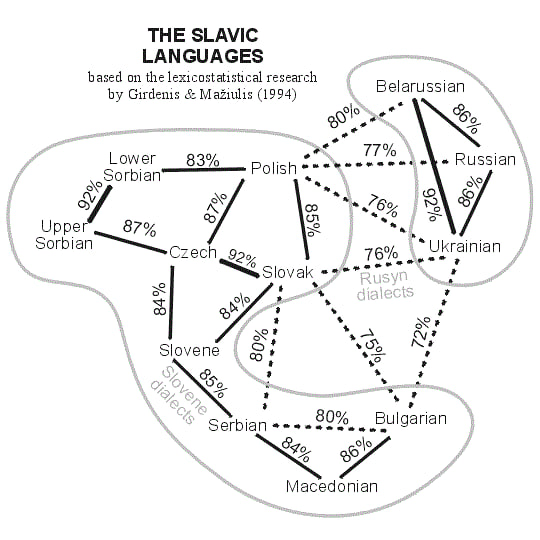 THE SLAVIC
LANGUAGES
based on the lexicostatistical research
by Girdenis & Mažiulis (1994)
Belarussian
80%
86%
Lower
Sorbian
83%
Polish
77%
Russian
92%
87%
76%
92%
86%
85%
Upper
Sorbian
87%
Czech
92%
Slovak
76%
Ukrainian
Rusyn
dialects
84%
84%
80%
75%
72%
Slovene
Slovene
dialects
85%
Serbian
80%
Bulgarian
84%
86%
Macedonian